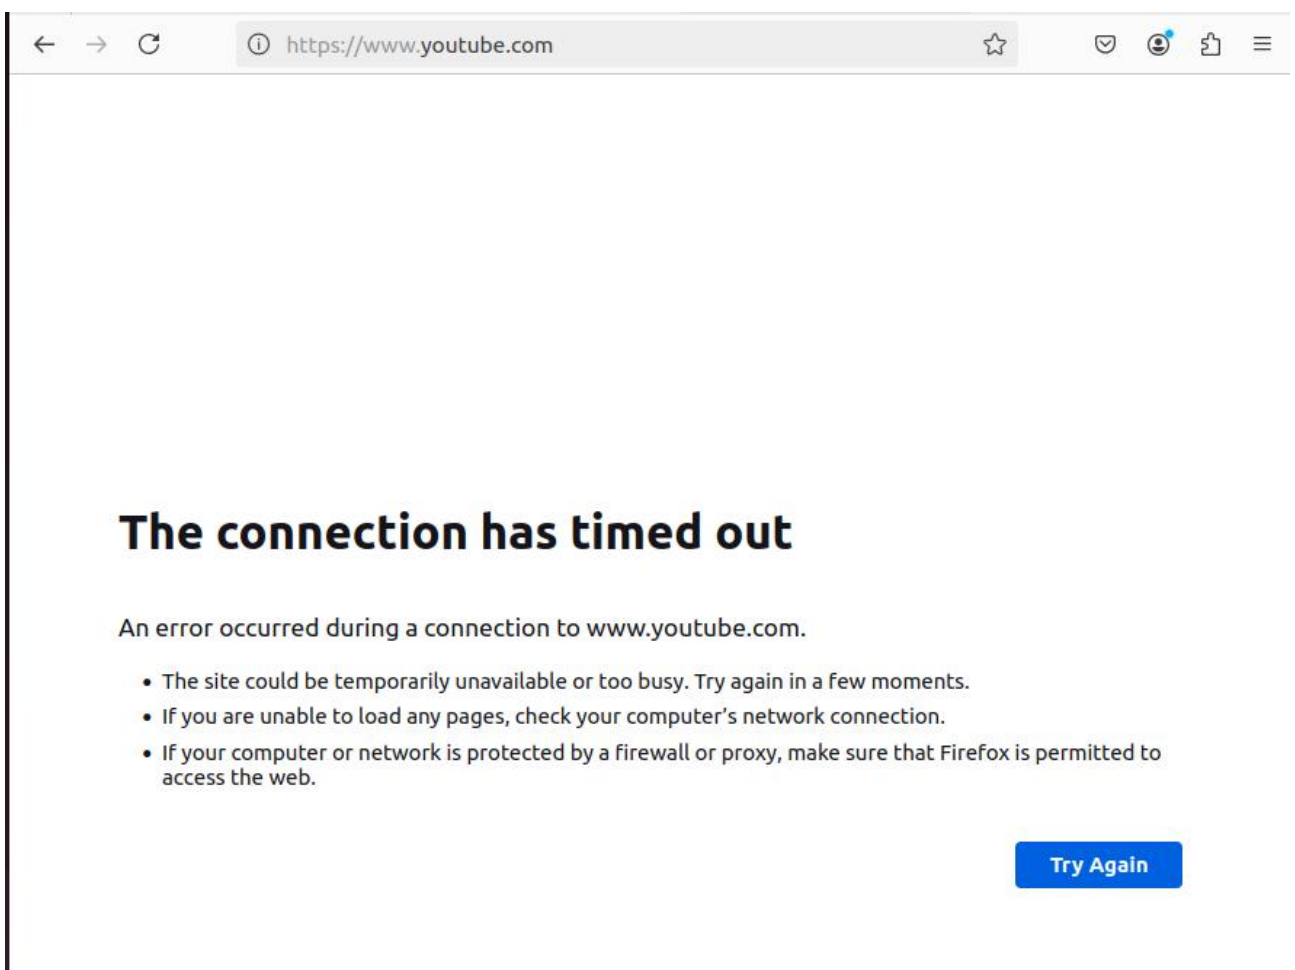 https://www.youtube.com
The connection has timed out
An error occurred during a connection to www.youtube.com.
• The site could be temporarily unavailable or too busy. Try again in a few moments.
• If you are unable to load any pages, check your computer’s network connection.
• If your computer or network is protected by a firewall or proxy, make sure that Firefox is permitted to
access the web.
Try Again